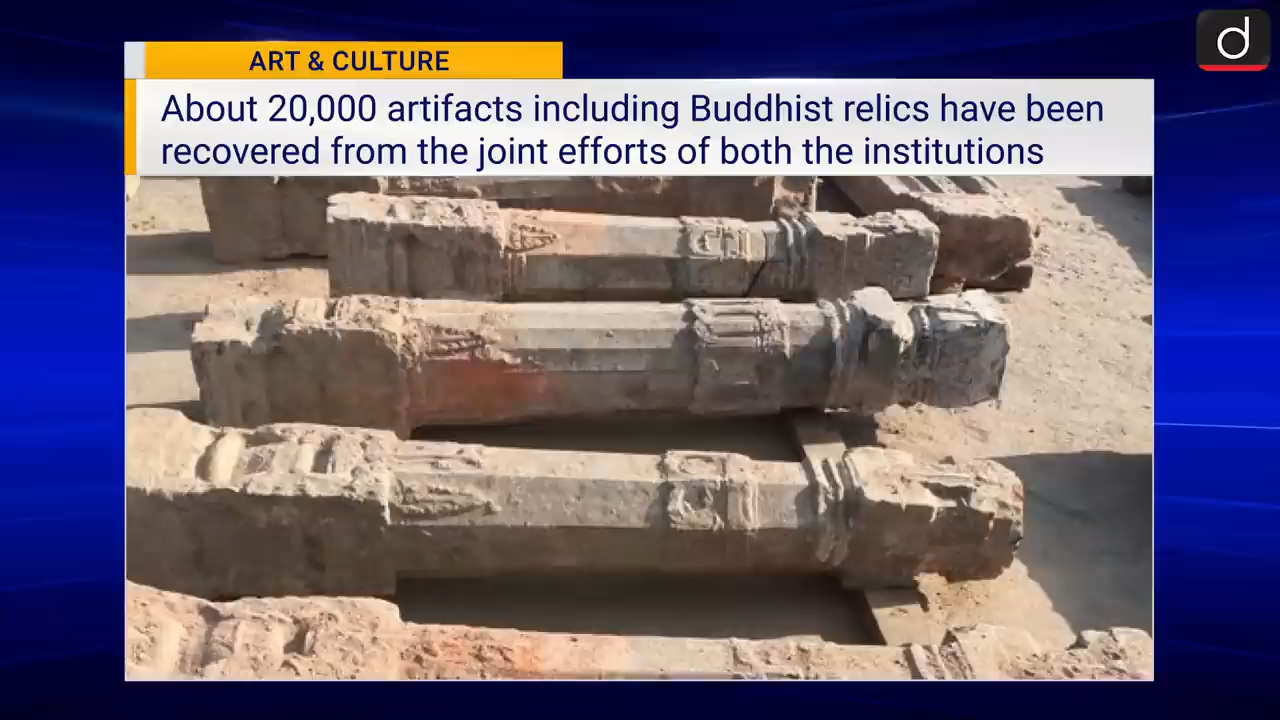 d
ART & CULTURE
About 20,000 artifacts including Buddhist relics have been
recovered from the joint efforts of both the institutions